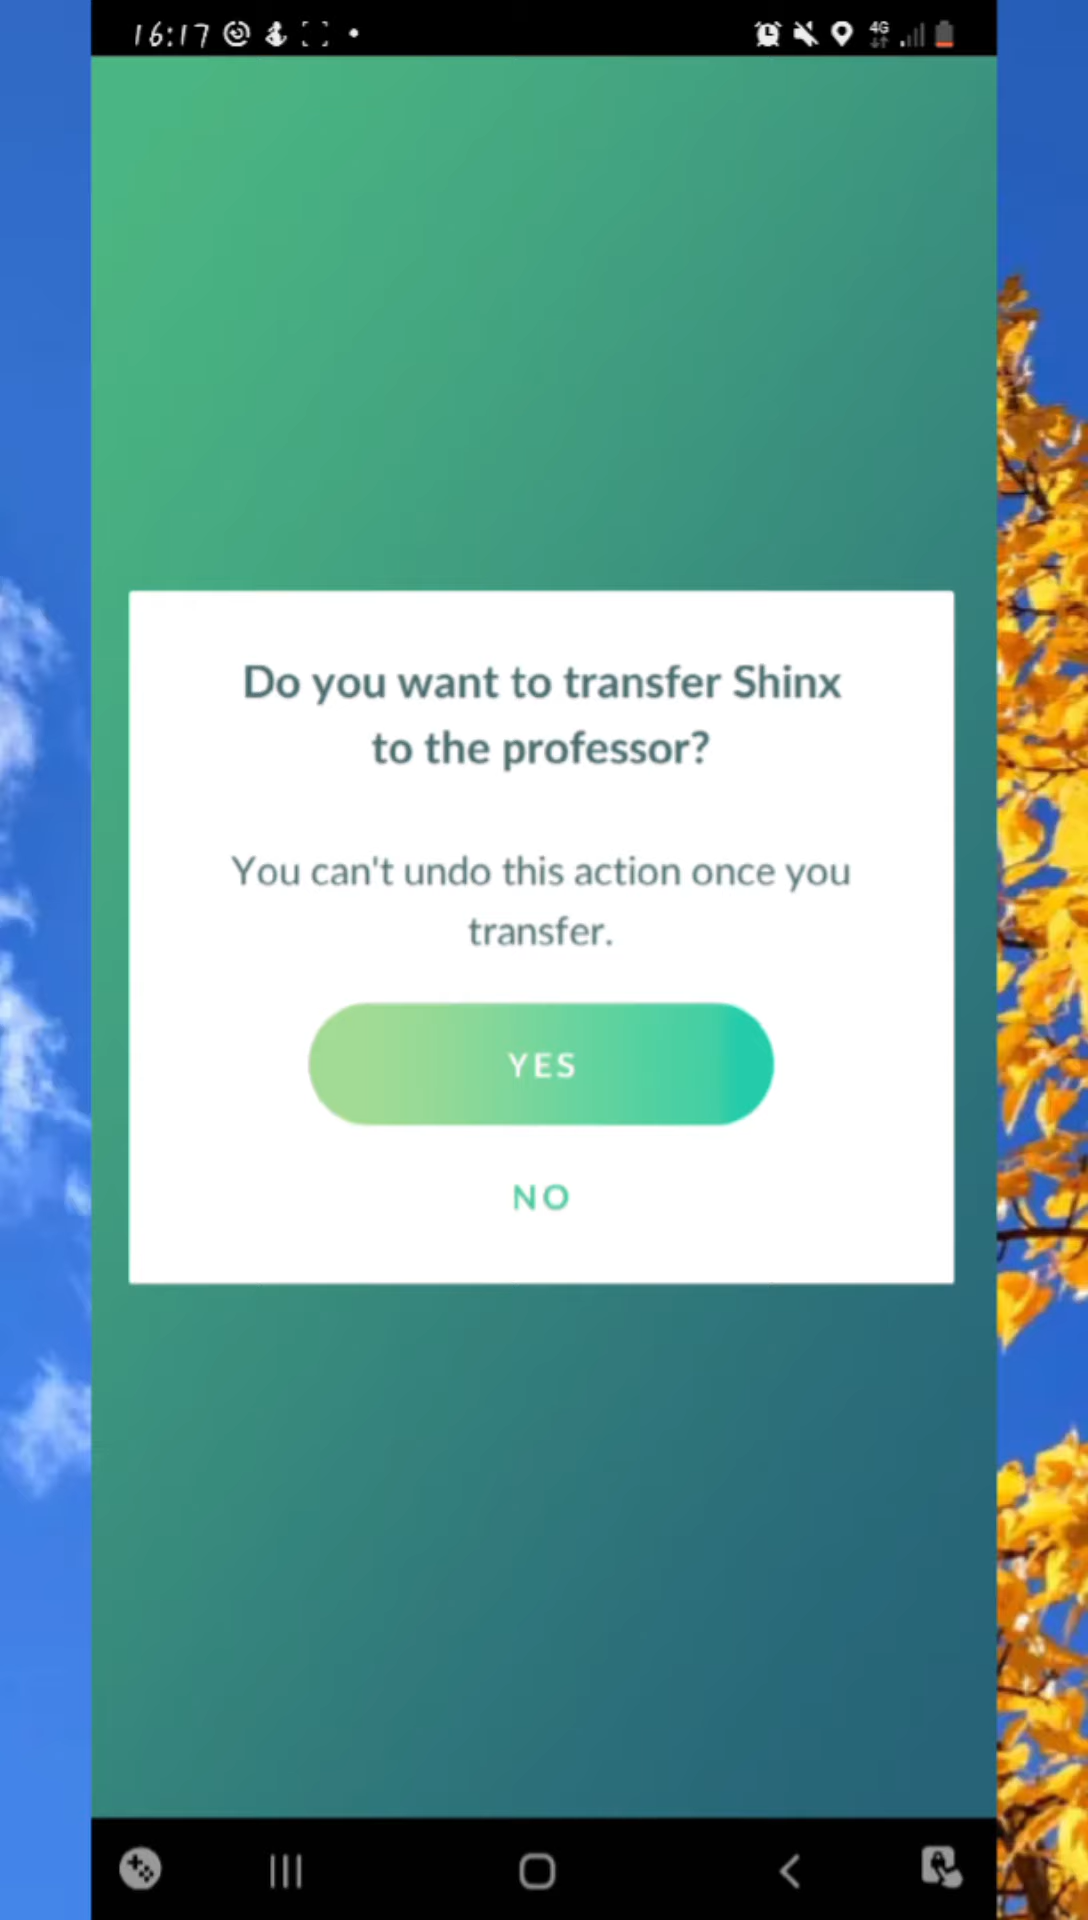 16:17
4G
Do you want to transfer Shinx
to the professor?
You can't undo this action once you
transfer.
YES
NO